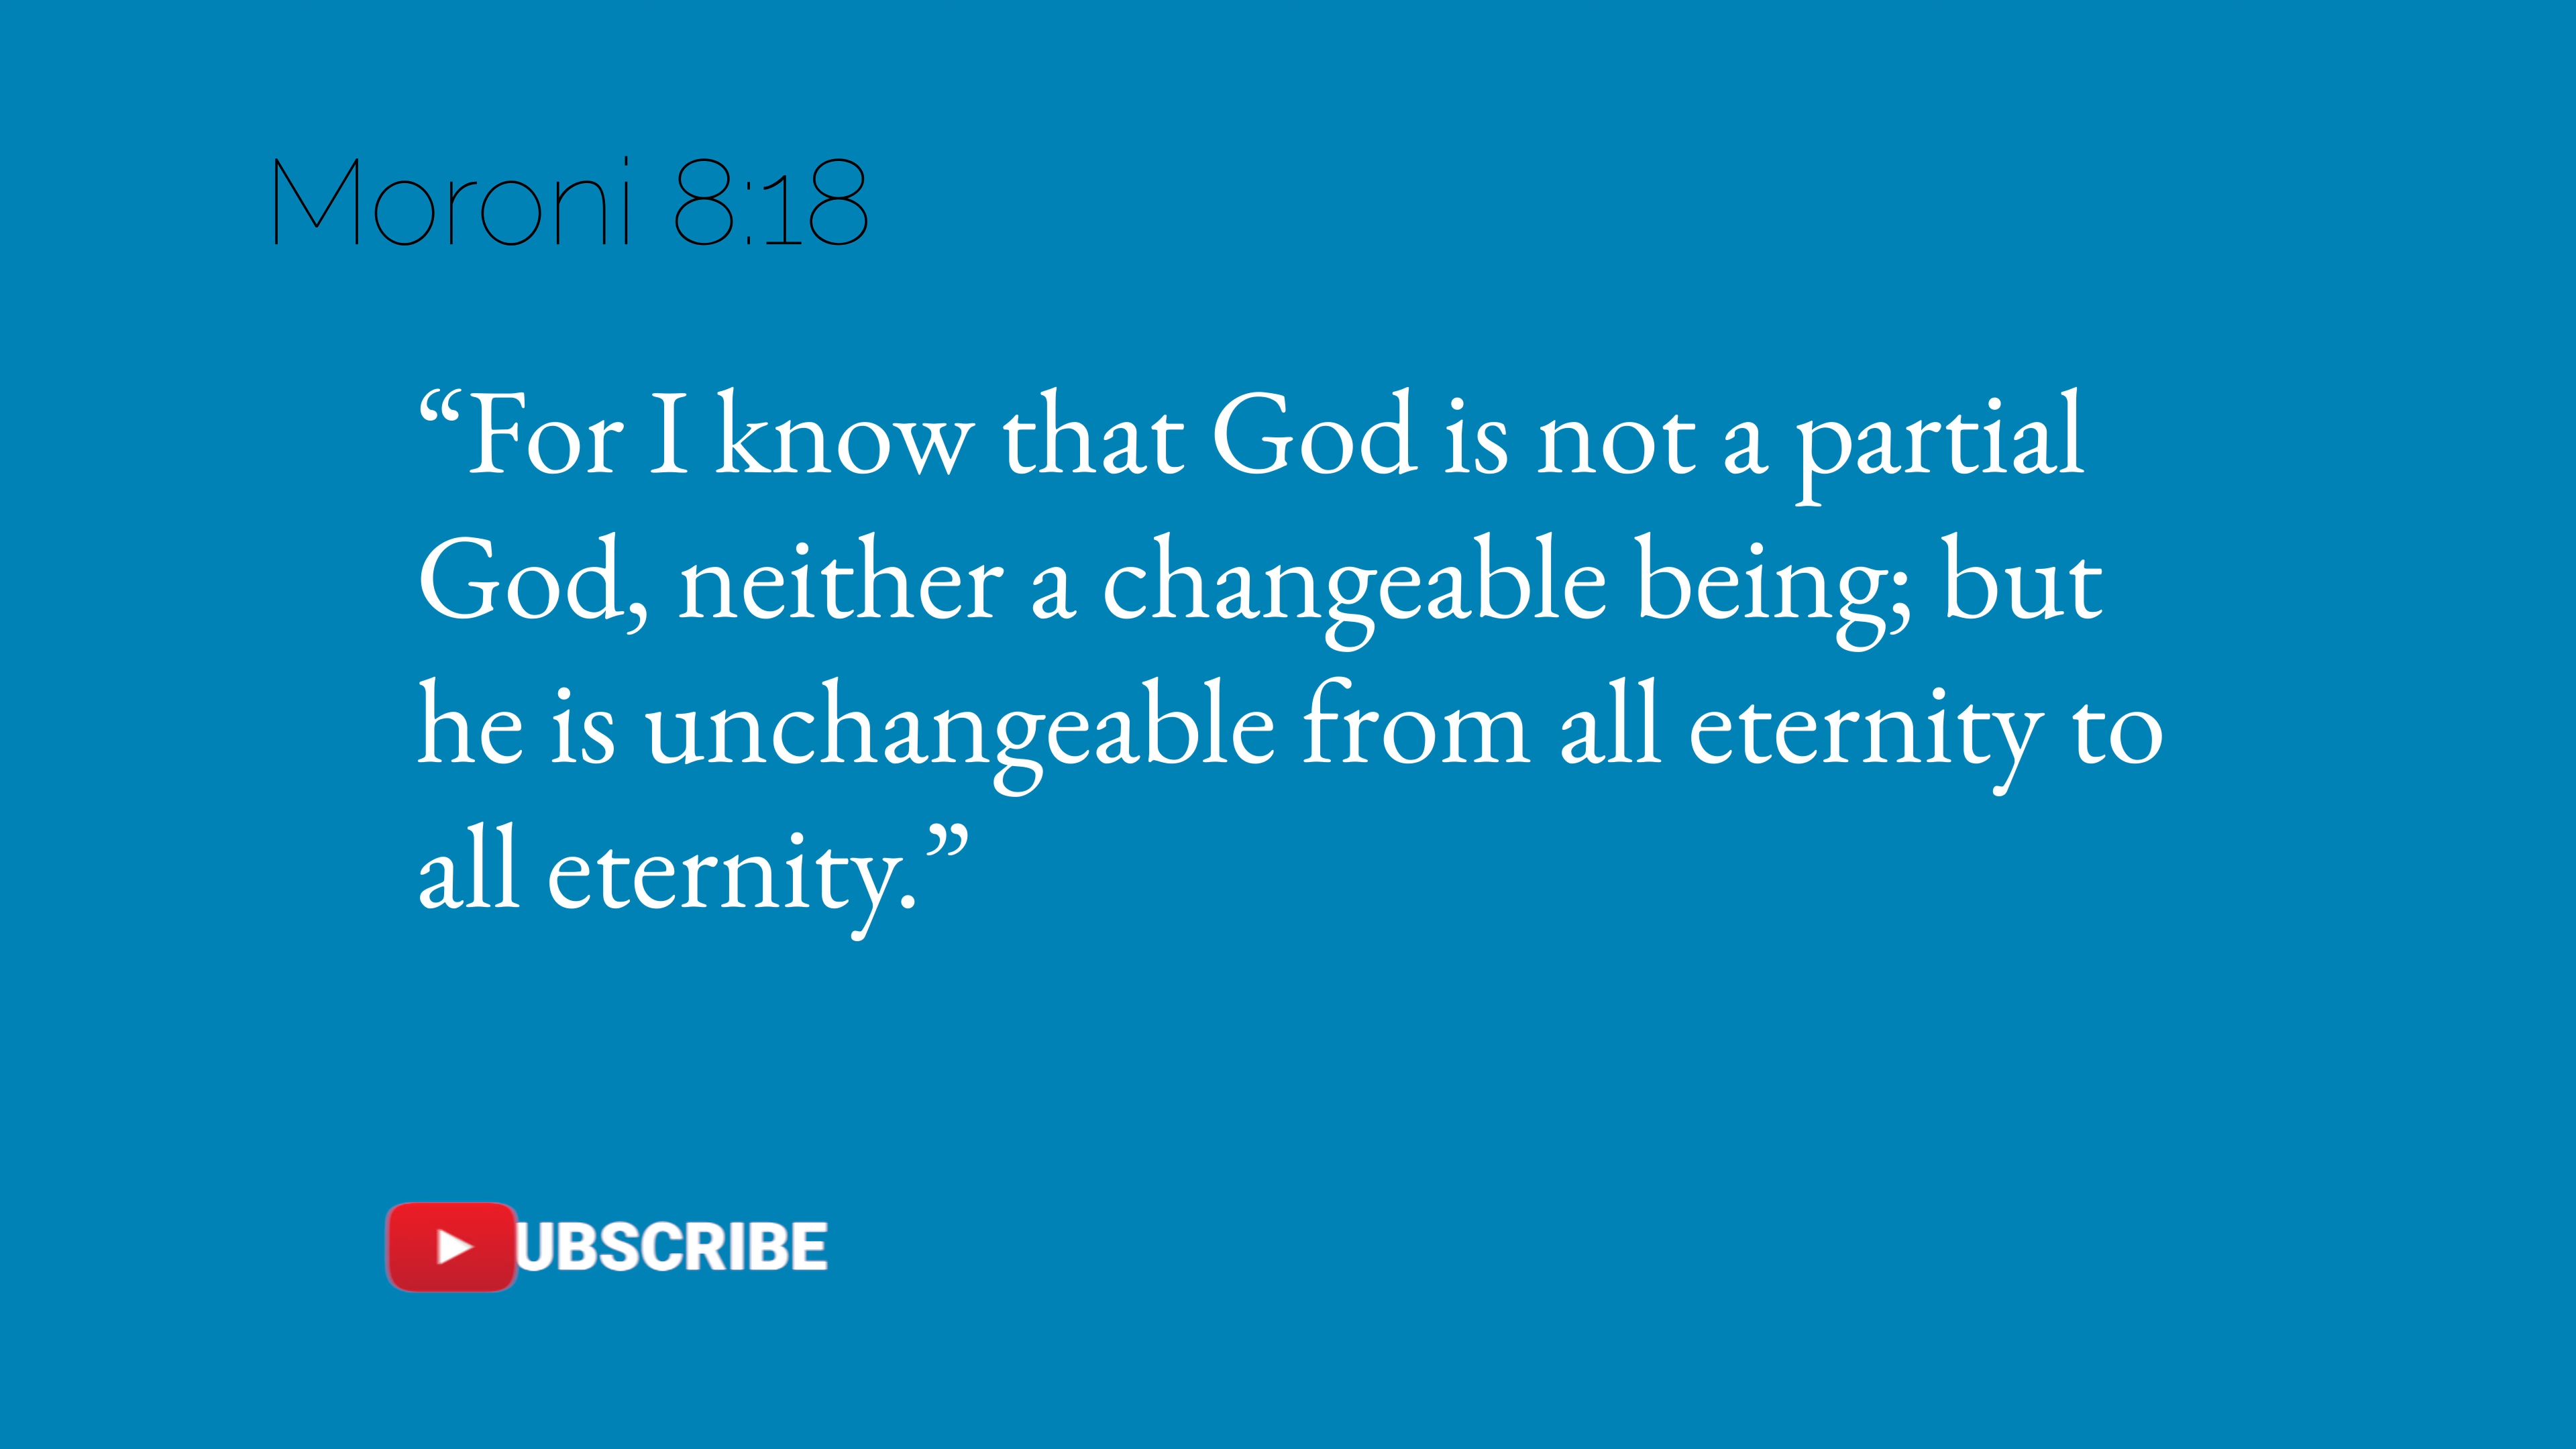 Moroni 8:18
“For I know that God is not a partial
God, neither a changeable being; but
he is unchangeable from all eternity to
all eternity.”
UBSCRIBE